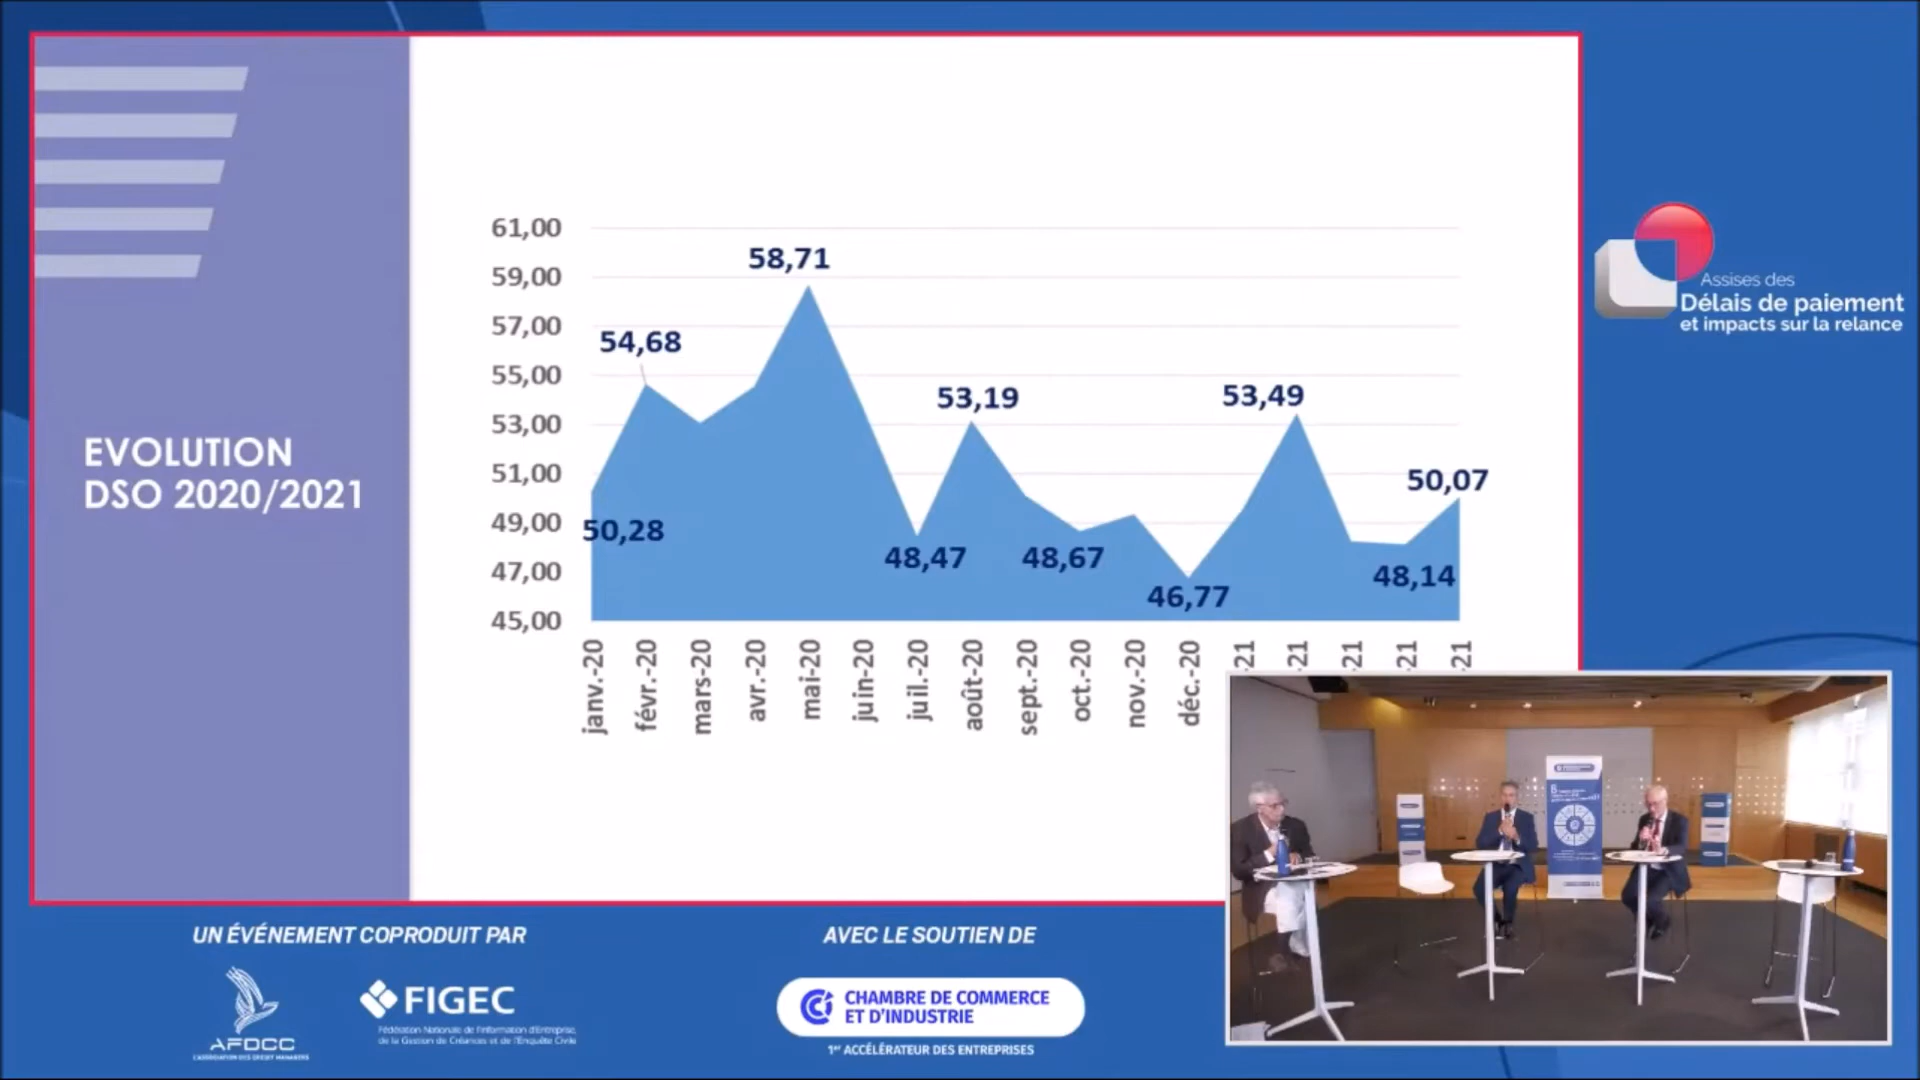 EVOLUTION
DSO 2020/2021
61,00
59,00
57,00
55,00
53,00
51,00
49,00
47,00
45,00
50,28
54,68
58,71
48,47
53,19
48,67
46,77
53,49
48,14
50,07
janv.-20
févr.-20
mars-20
avr.-20
mai-20
juin-20
juil.-20
août-20
sept.-20
oct.-20
nov.-20
déc.-20
-21
-21
-21
-21
-21
Assises des
Délais de paiement
et impacts sur la relance
UN ÉVÉNEMENT COPRODUIT PAR
AFDCC
L'ASSOCIATION DES CREDIT MANAGERS
FIGEC
Fédération Nationale de l'Information d'Entreprise,
de la Gestion de Créances et de l'Enquête Civile
AVEC LE SOUTIEN DE
CHAMBRE DE COMMERCE
ET D'INDUSTRIE
1er ACCÉLÉRATEUR DES ENTREPRISES